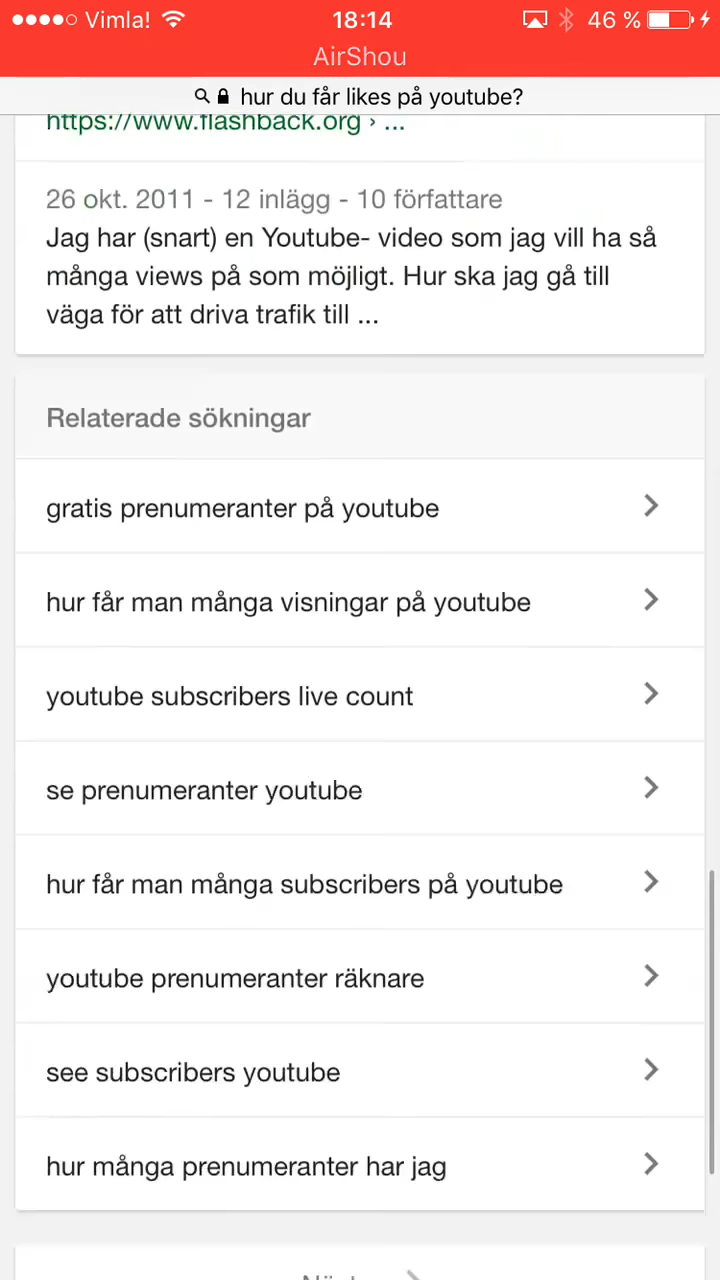 Vimla! 18:14 46 %
AirShou
hur du får likes på youtube?
https://www.flashback.org › ...
26 okt. 2011 - 12 inlägg - 10 författare
Jag har (snart) en Youtube- video som jag vill ha så
många views på som möjligt. Hur ska jag gå till
väga för att driva trafik till ...
Relaterade sökningar
gratis prenumeranter på youtube
hur får man många visningar på youtube
youtube subscribers live count
se prenumeranter youtube
hur får man många subscribers på youtube
youtube prenumeranter räknare
see subscribers youtube
hur många prenumeranter har jag